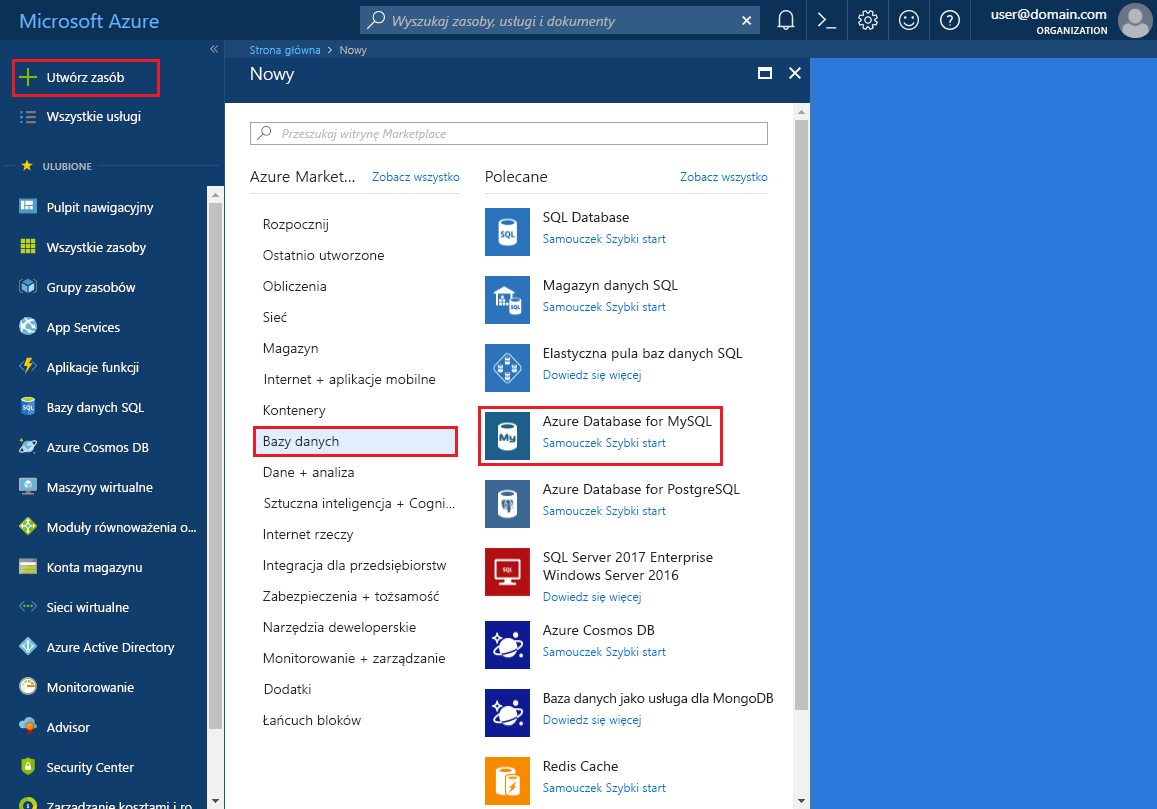 Microsoft Azure
Wyszukaj zasoby, usługi i dokumenty
user@domain.com
ORGANIZATION
Utwórz zasób
Wszystkie usługi
ULUBIONE
Pulpit nawigacyjny
Wszystkie zasoby
Grupy zasobów
App Services
Aplikacje funkcji
Bazy danych SQL
Azure Cosmos DB
Maszyny wirtualne
Moduły równoważenia o...
Konta magazynu
Sieci wirtualne
Azure Active Directory
Monitorowanie
Advisor
Security Center
Zarządzanie kosztami i ro...
Strona główna > Nowy
Nowy
Przeszukaj witrynę Marketplace
Azure Market... Zobacz wszystko
Rozpocznij
Ostatnio utworzone
Obliczenia
Sieć
Magazyn
Internet + aplikacje mobilne
Kontenery
Bazy danych
Dane + analiza
Sztuczna inteligencja + Cogni...
Internet rzeczy
Integracja dla przedsiębiorstw
Zabezpieczenia + tożsamość
Narzędzia deweloperskie
Monitorowanie + zarządzanie
Dodatki
Łańcuch bloków
Polecane Zobacz wszystko
SQL
SQL Database
Samouczek Szybki start
SQL
Magazyn danych SQL
Samouczek Szybki start
Elastyczna pula baz danych SQL
Dowiedz się więcej
My
Azure Database for MySQL
Samouczek Szybki start
Azure Database for PostgreSQL
Samouczek Szybki start
SQL
SQL Server 2017 Enterprise
Windows Server 2016
Dowiedz się więcej
Azure Cosmos DB
Samouczek Szybki start
Baza danych jako usługa dla MongoDB
Dowiedz się więcej
Redis Cache
Samouczek Szybki start